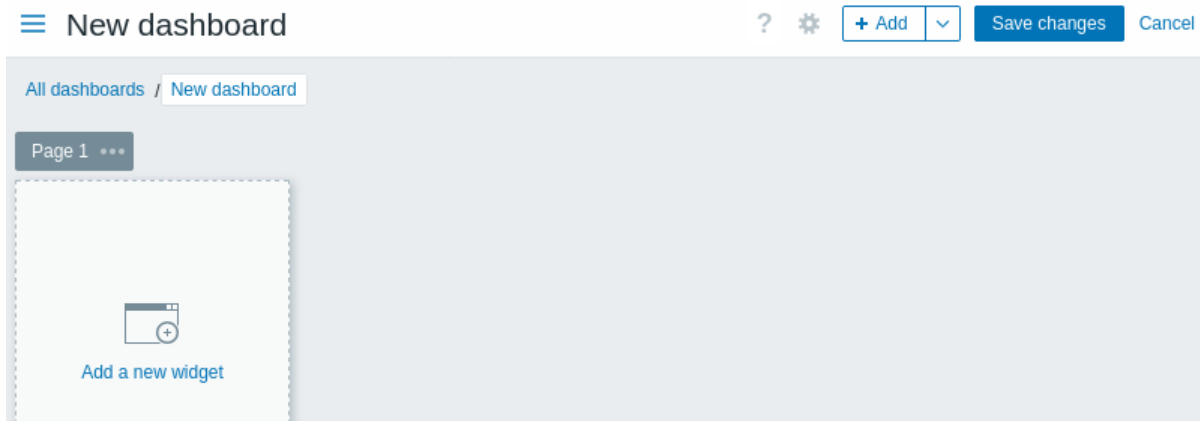 New dashboard ? + Add Save changes Cancel
All dashboards / New dashboard
Page 1 •••
Add a new widget